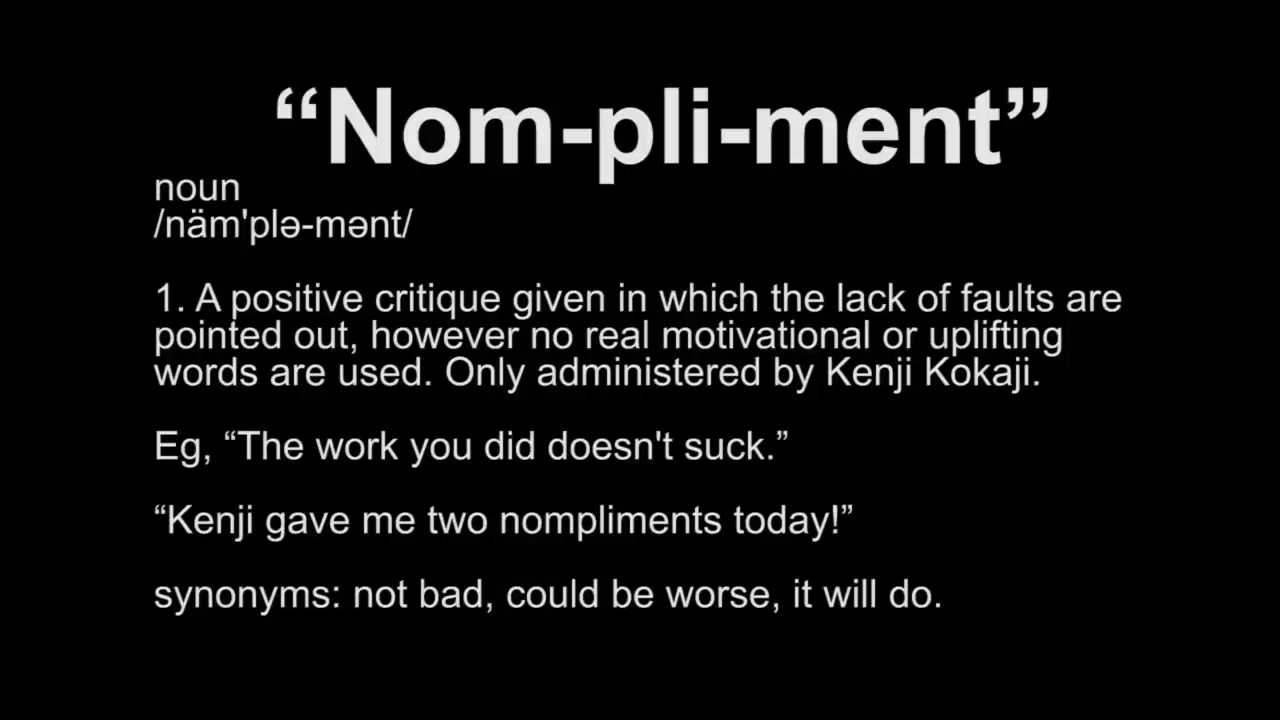 “Nom-pli-ment”
noun
/näm'plə-mənt/
1. A positive critique given in which the lack of faults are
pointed out, however no real motivational or uplifting
words are used. Only administered by Kenji Kokaji.
Eg, “The work you did doesn't suck.”
“Kenji gave me two nompliments today!”
synonyms: not bad, could be worse, it will do.